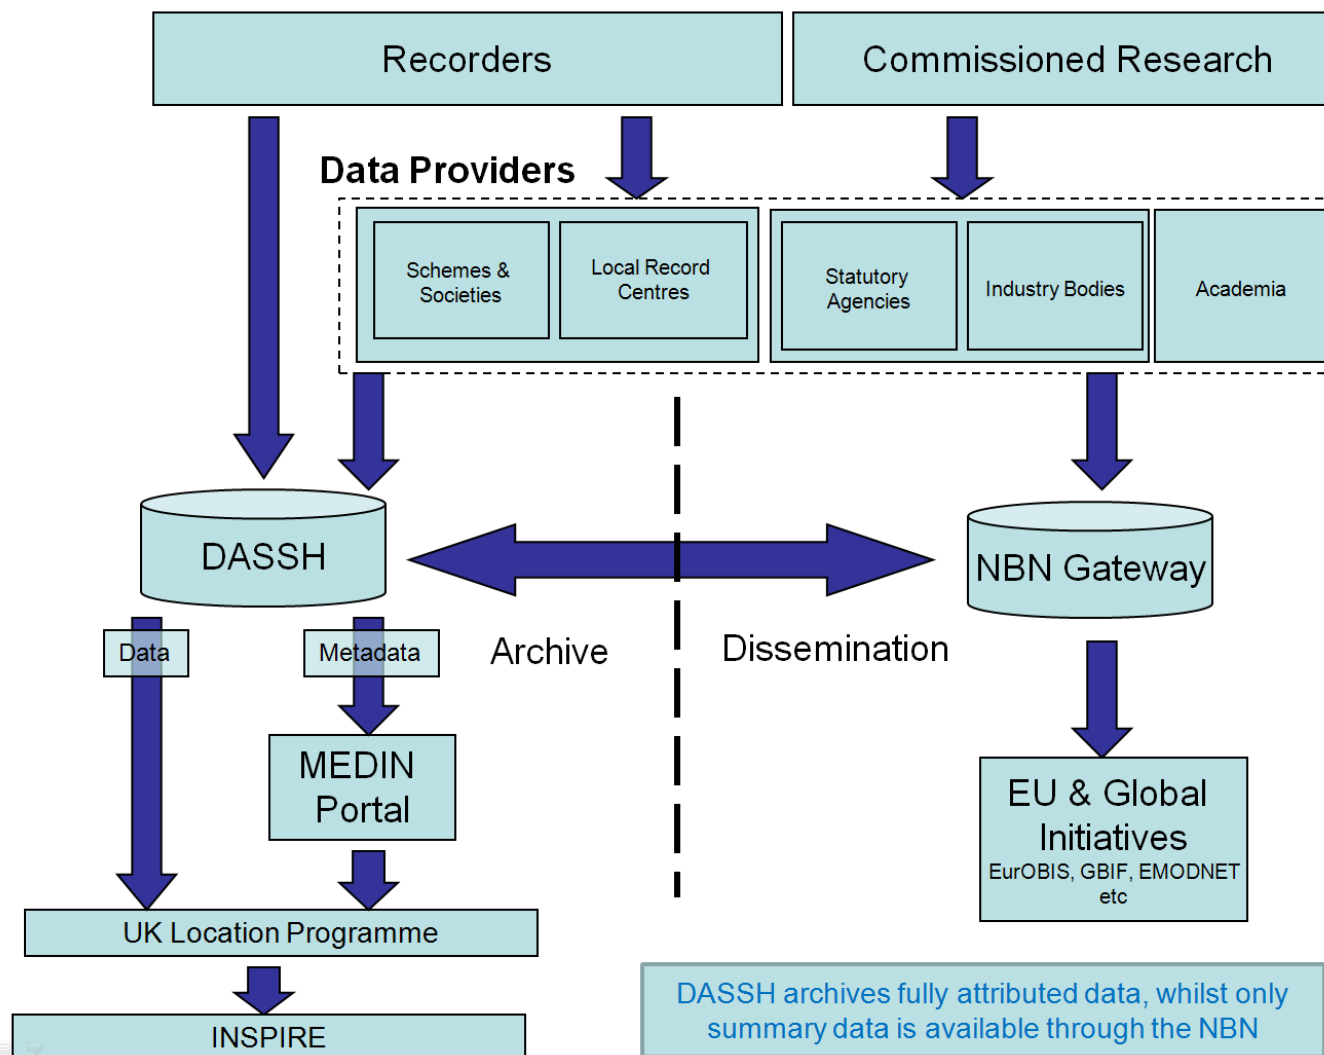 Recorders
Commissioned Research
Data Providers
Schemes &
Societies
Local Record
Centres
Statutory
Agencies
Industry Bodies
Academia
DASSH
NBN Gateway
Data
Metadata
Archive
Dissemination
MEDIN
Portal
EU & Global
Initiatives
EurOBIS, GBIF, EMODNET
etc
UK Location Programme
DASSH archives fully attributed data, whilst only
summary data is available through the NBN
INSPIRE